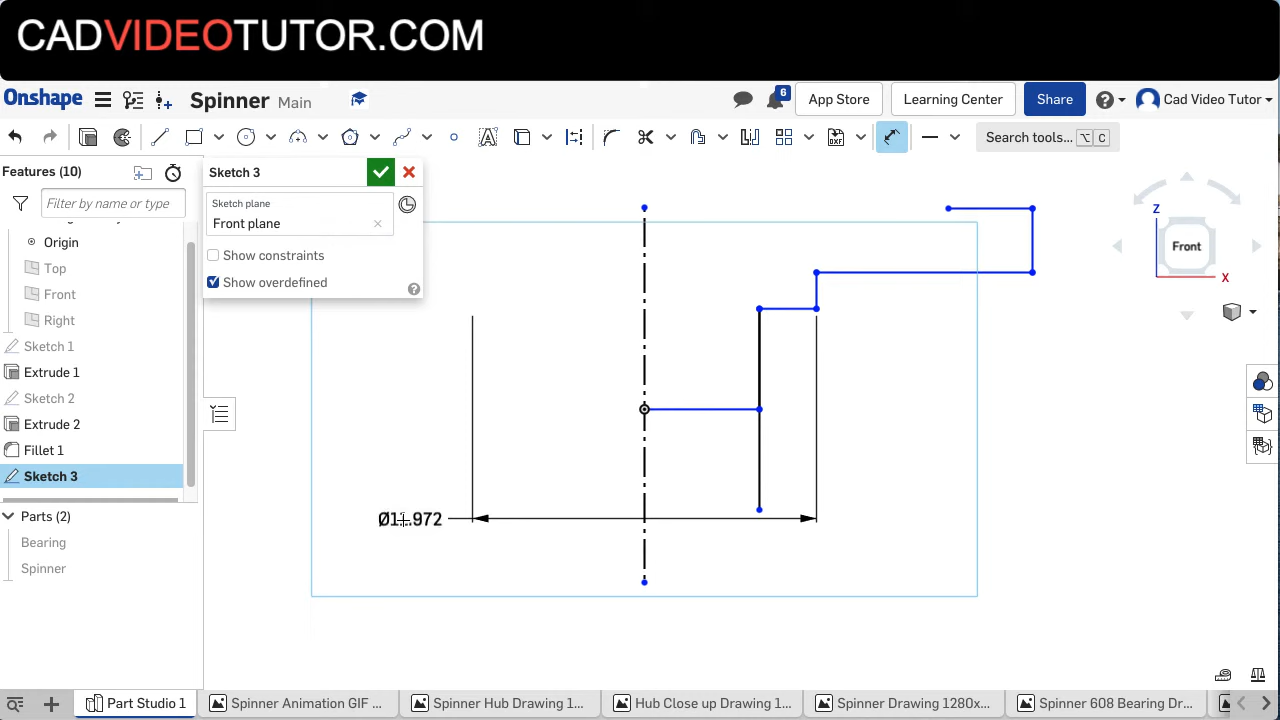 CADVIDEOTUTOR.COM
Onshape
Spinner Main
6
App Store
Learning Center
Share
Cad Video Tutor
Search tools... ⌥ C
Features (10)
Filter by name or type
Origin
Top
Front
Right
Sketch 1
Extrude 1
Sketch 2
Extrude 2
Fillet 1
Sketch 3
Parts (2)
Bearing
Spinner
Sketch 3
Sketch plane
Front plane
Show constraints
Show overdefined
Z
Front
X
Part Studio 1
Spinner Animation GIF ...
Spinner Hub Drawing 1...
Hub Close up Drawing 1...
Spinner Drawing 1280x...
Spinner 608 Bearing Dr...